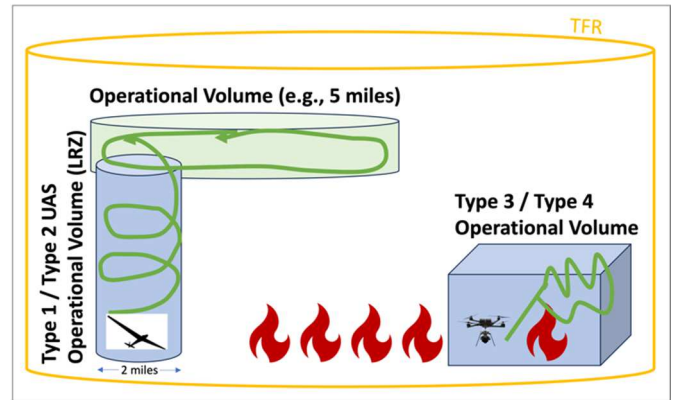 TFR
Operational Volume (e.g., 5 miles)
Type 1 / Type 2 UAS
Operational Volume (LRZ)
Type 3 / Type 4
Operational Volume
2 miles